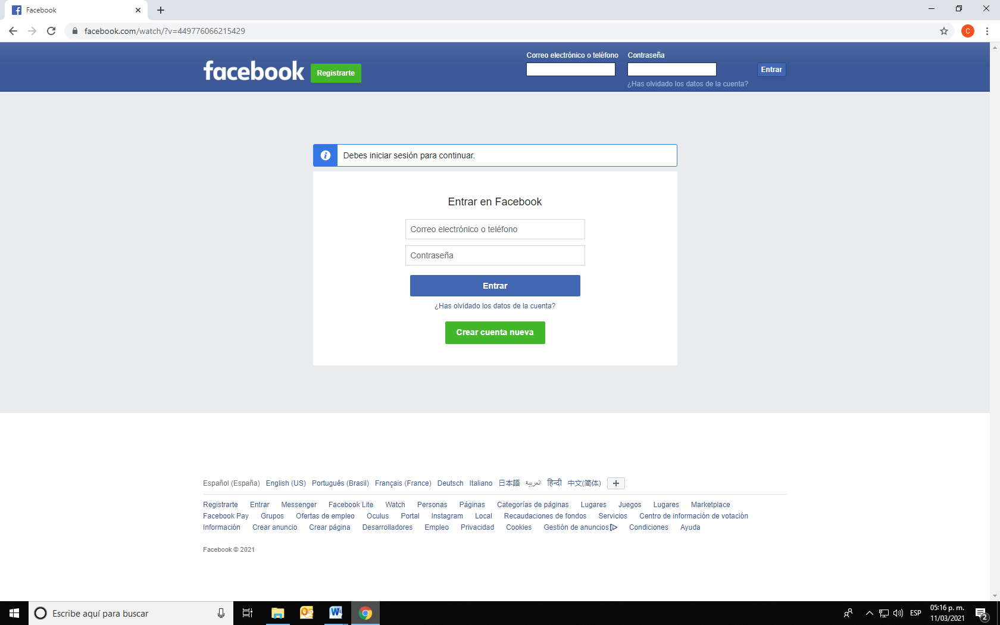 Facebook
facebook.com/watch/?v=449776066215429
C
Correo electrónico o teléfono Contraseña
facebook Registrarte Entrar
¿Has olvidado los datos de la cuenta?
Debes iniciar sesión para continuar.
Entrar en Facebook
Correo electrónico o teléfono
Contraseña
Entrar
¿Has olvidado los datos de la cuenta?
Crear cuenta nueva
Español (España) English (US) Português (Brasil) Français (France) Deutsch Italiano 日本語 العربية हिन्दी 中文(简体)
Registrarte Entrar Messenger Facebook Lite Watch Personas Páginas Categorías de páginas Lugares Juegos Lugares Marketplace
Facebook Pay Grupos Ofertas de empleo Oculus Portal Instagram Local Recaudaciones de fondos Servicios Centro de información de votación
Información Crear anuncio Crear página Desarrolladores Empleo Privacidad Cookies Gestión de anuncios Condiciones Ayuda
Facebook © 2021
Escribe aquí para buscar
ESP
05:16 p. m.
11/03/2021
2